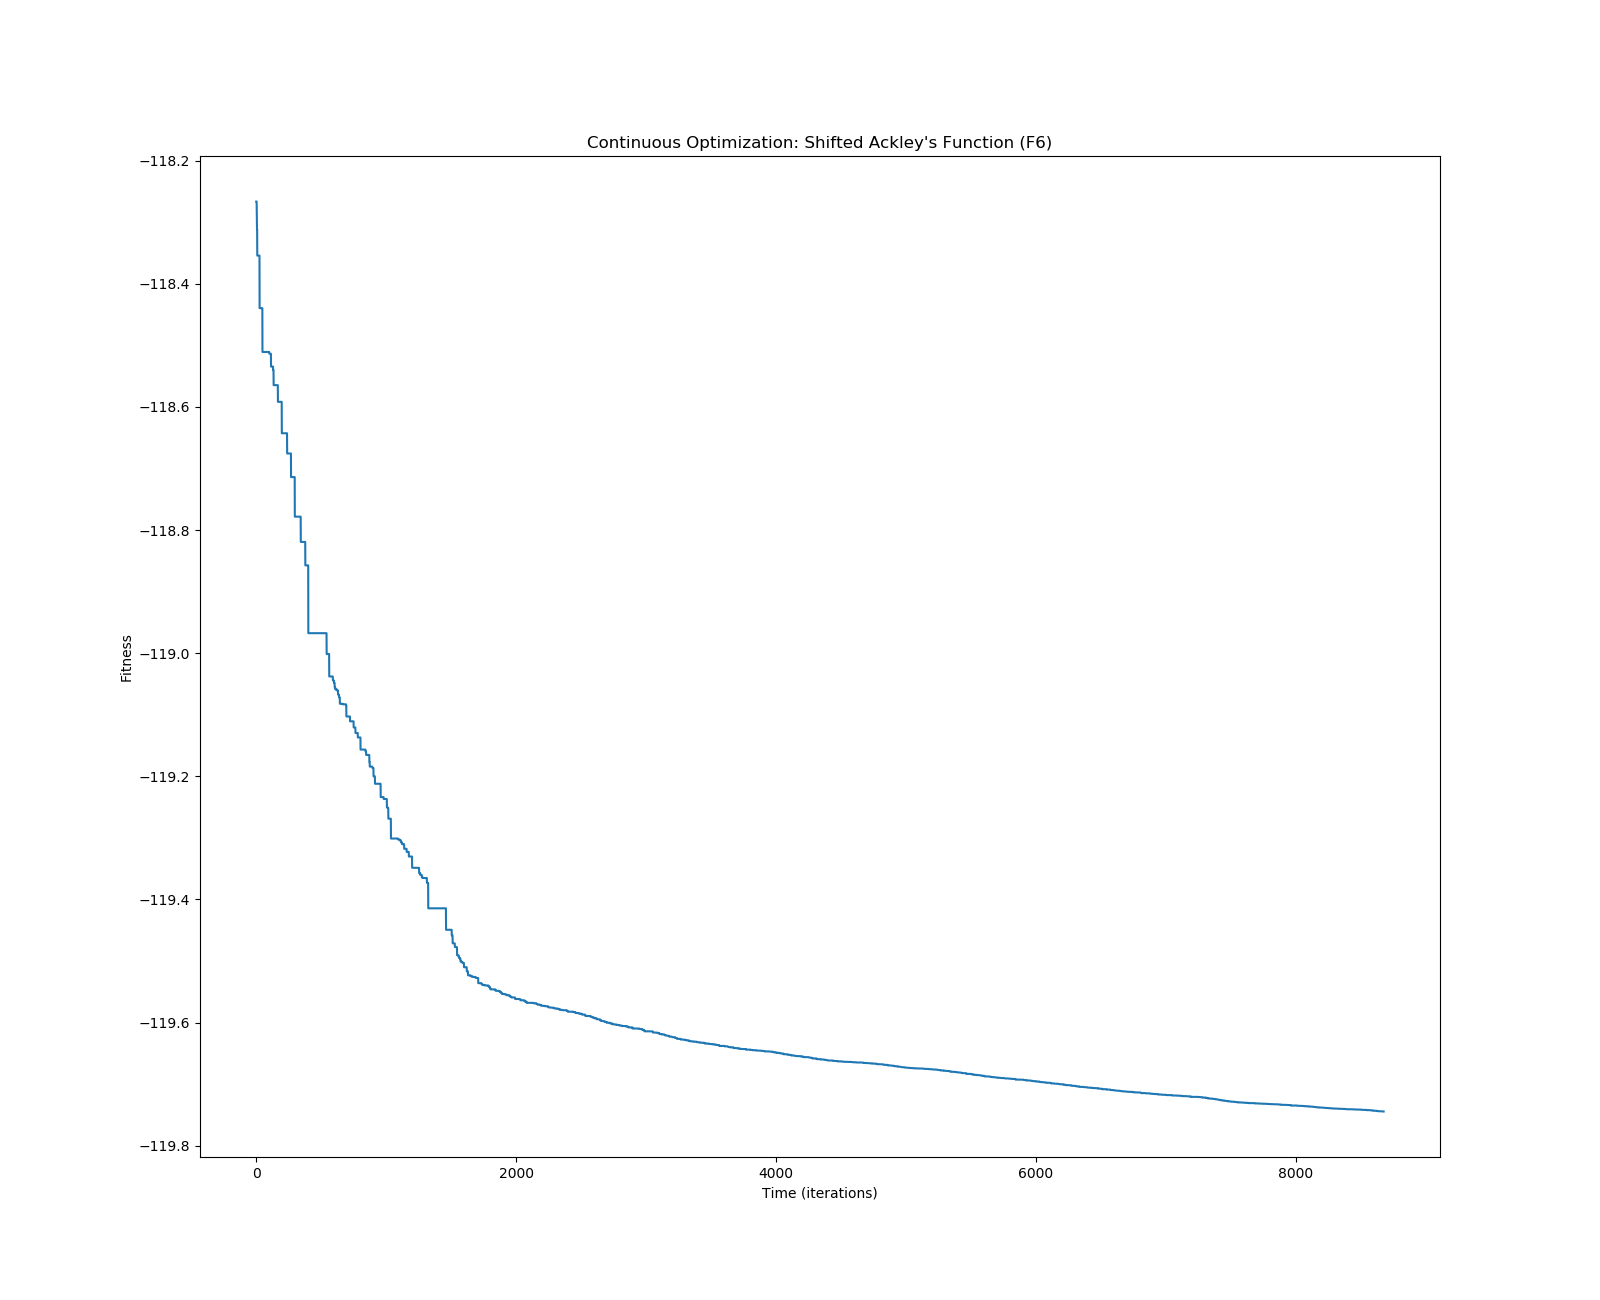 Continuous Optimization: Shifted Ackley's Function (F6)
−118.2
−118.4
−118.6
−118.8
−119.0
−119.2
−119.4
−119.6
−119.8
Fitness
0 2000 4000 6000 8000
Time (iterations)